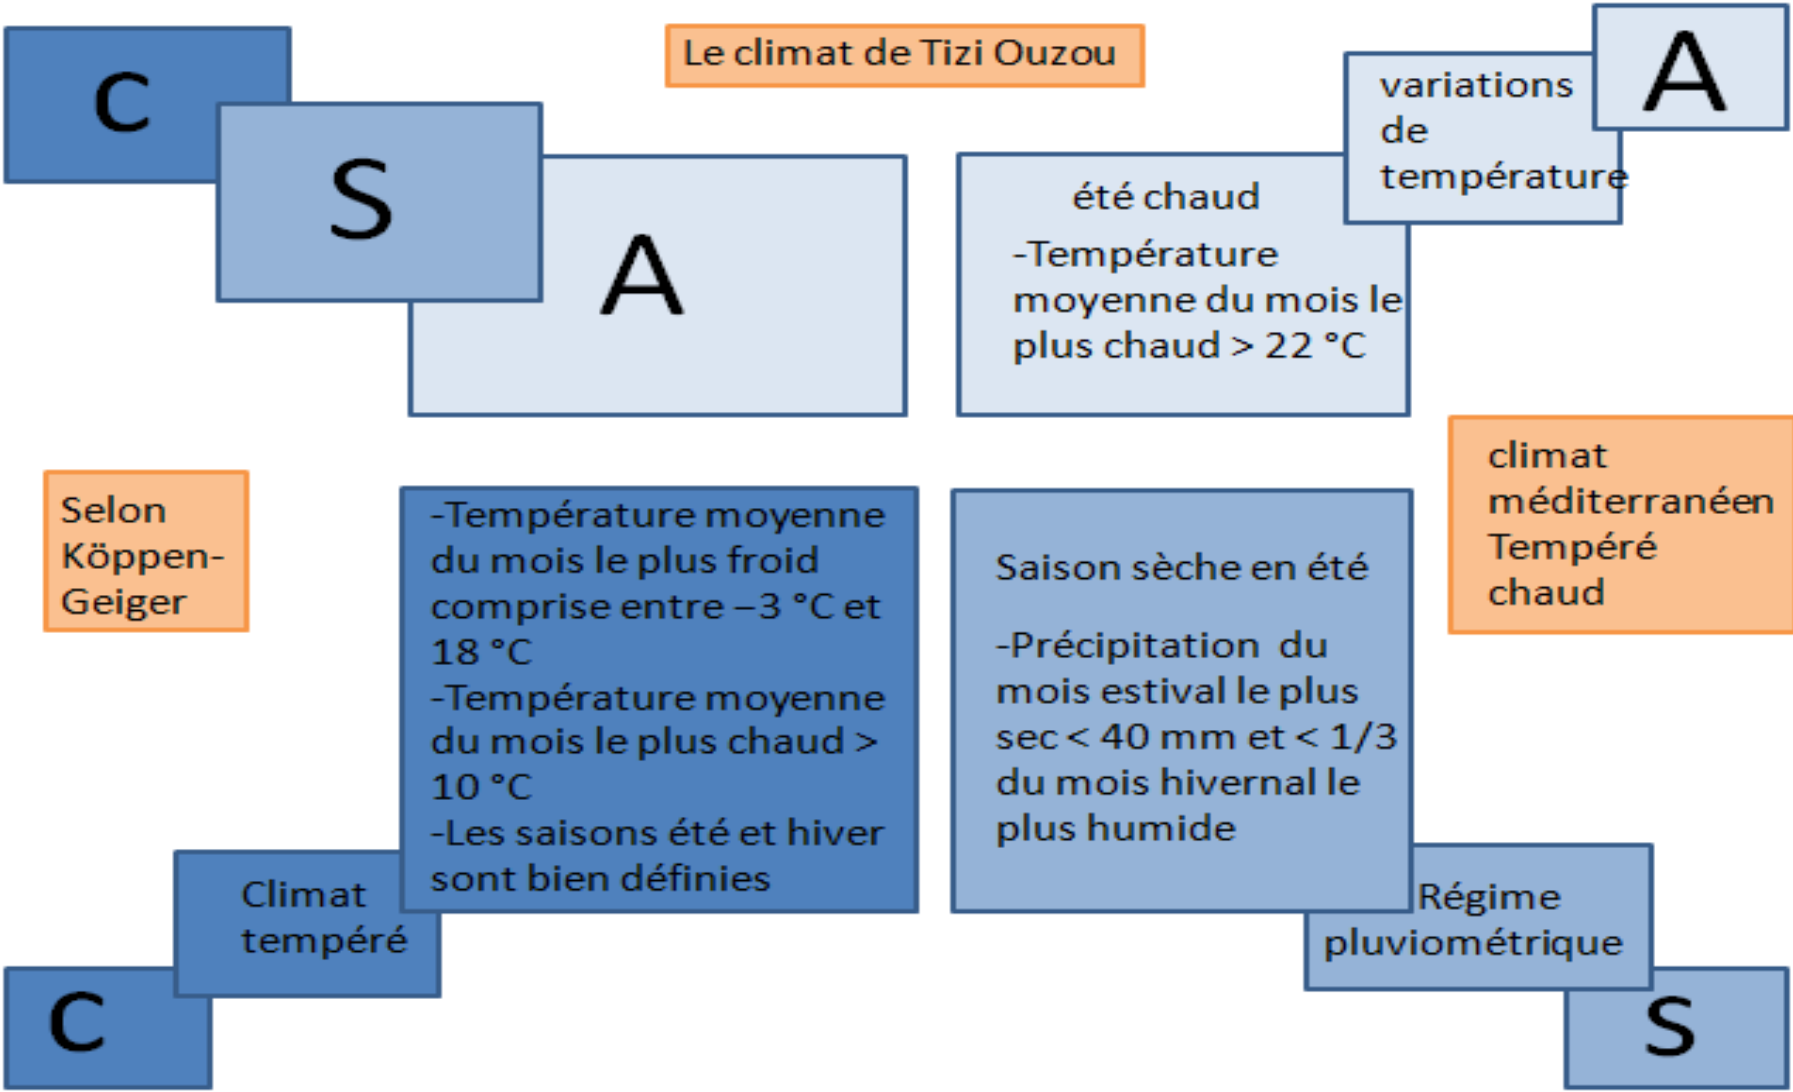 Le climat de Tizi Ouzou
C
S
A
A
variations
de
température
été chaud
-Température
moyenne du mois le
plus chaud > 22 °C
Selon
Köppen-
Geiger
climat
méditerranéen
Tempéré
chaud
-Température moyenne
du mois le plus froid
comprise entre –3 °C et
18 °C
-Température moyenne
du mois le plus chaud >
10 °C
-Les saisons été et hiver
sont bien définies
Climat
tempéré
C
Saison sèche en été
-Précipitation  du
mois estival le plus
sec < 40 mm et < 1/3
du mois hivernal le
plus humide
Régime
pluviométrique
S